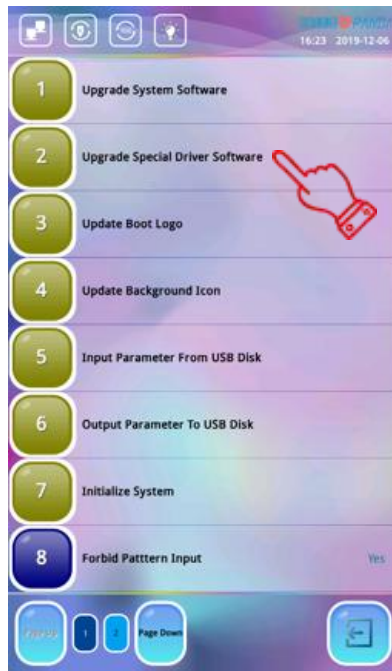 16:23 2019-12-06
1 Upgrade System Software
2 Upgrade Special Driver Software
3 Update Boot Logo
4 Update Background Icon
5 Input Parameter From USB Disk
6 Output Parameter To USB Disk
7 Initialize System
8 Forbid Patttern Input Yes
Page Up 1 2 Page Down